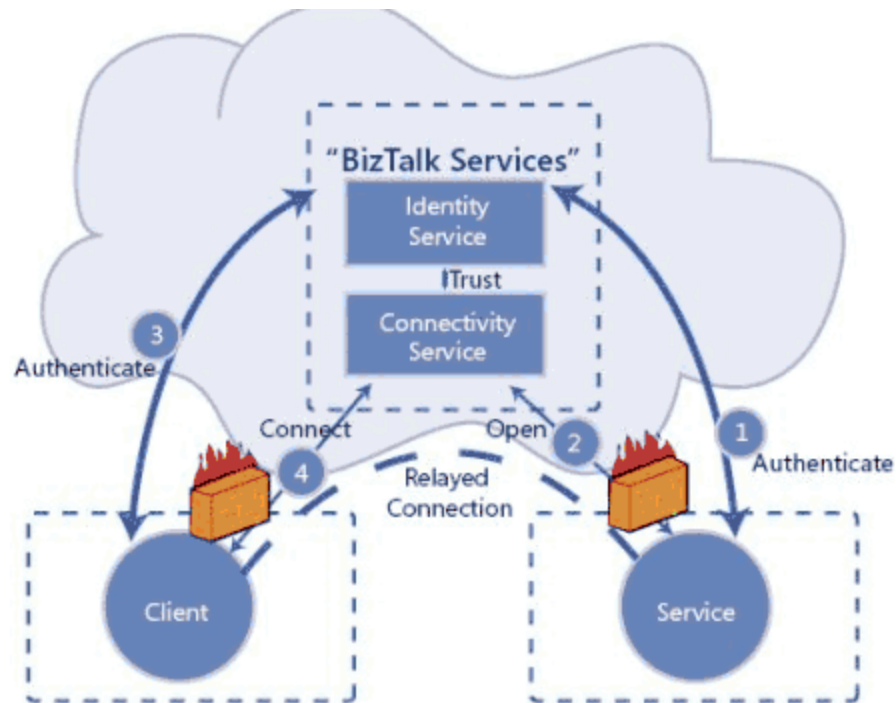 “BizTalk Services”
Identity
Service
Trust
Connectivity
Service
3
Authenticate
Connect
4
Open
2
1
Authenticate
Relayed
Connection
Client
Service